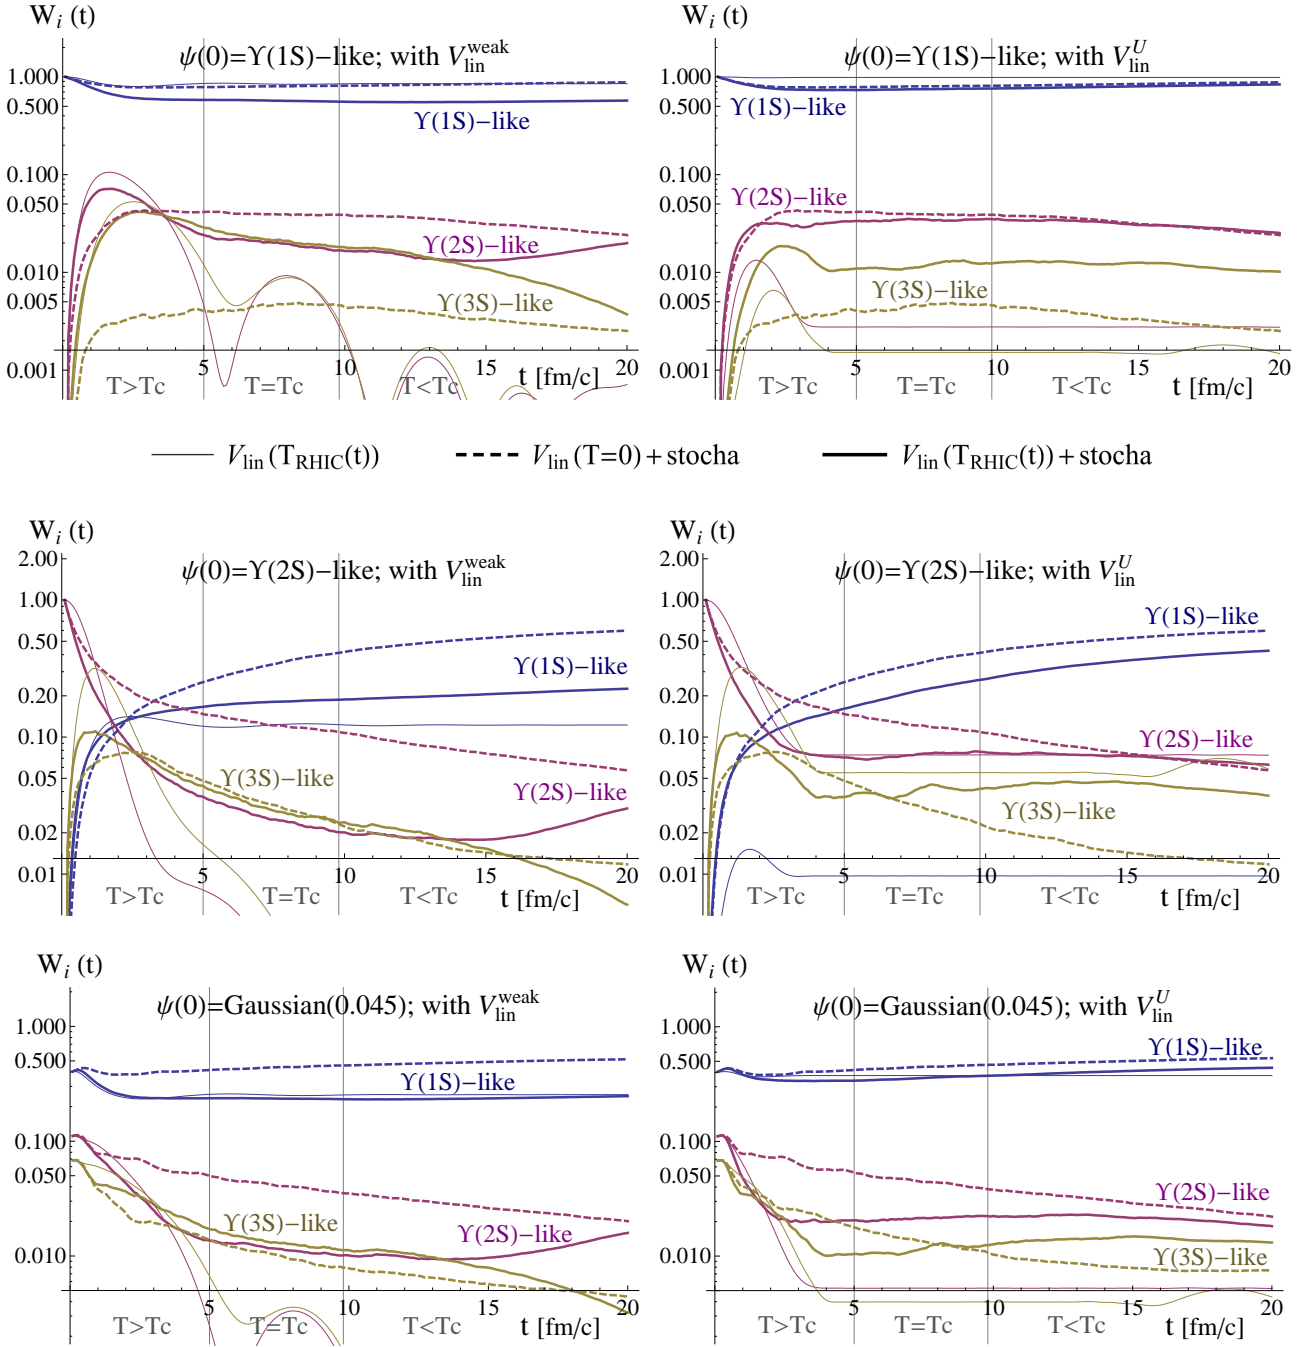 W_i (t)
ψ(0)=Υ(1S)−like; with V_lin^weak
1.000
0.500
0.100
0.050
0.010
0.005
0.001
Υ(1S)−like
Υ(2S)−like
Υ(3S)−like
5
10
15
20
T>Tc
T=Tc
T<Tc
t [fm/c]
W_i (t)
ψ(0)=Υ(1S)−like; with V_lin^U
1.000
0.500
0.100
0.050
0.010
0.005
0.001
Υ(1S)−like
Υ(2S)−like
Υ(3S)−like
5
10
15
20
T>Tc
T=Tc
T<Tc
t [fm/c]
V_lin (T_RHIC(t))
V_lin (T=0) + stocha
V_lin (T_RHIC(t)) + stocha
W_i (t)
ψ(0)=Υ(2S)−like; with V_lin^weak
2.00
1.00
0.50
0.20
0.10
0.05
0.02
0.01
Υ(1S)−like
Υ(3S)−like
Υ(2S)−like
5
10
15
20
T>Tc
T=Tc
T<Tc
t [fm/c]
W_i (t)
ψ(0)=Υ(2S)−like; with V_lin^U
2.00
1.00
0.50
0.20
0.10
0.05
0.02
0.01
Υ(1S)−like
Υ(2S)−like
Υ(3S)−like
5
10
15
20
T>Tc
T=Tc
T<Tc
t [fm/c]
W_i (t)
ψ(0)=Gaussian(0.045); with V_lin^weak
1.000
0.500
0.100
0.050
0.010
Υ(1S)−like
Υ(3S)−like
Υ(2S)−like
5
10
15
20
T>Tc
T=Tc
T<Tc
t [fm/c]
W_i (t)
ψ(0)=Gaussian(0.045); with V_lin^U
1.000
0.500
0.100
0.050
0.010
Υ(1S)−like
Υ(2S)−like
Υ(3S)−like
5
10
15
20
T>Tc
T=Tc
T<Tc
t [fm/c]